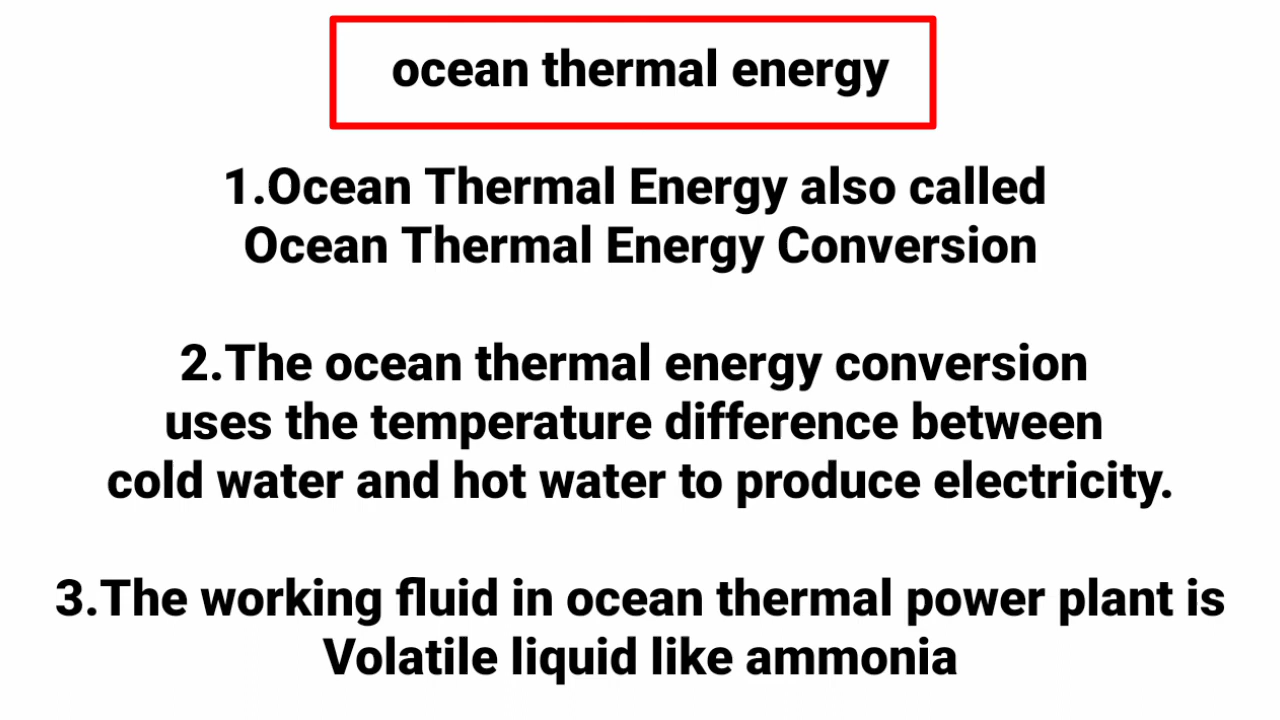 ocean thermal energy
1.Ocean Thermal Energy also called
Ocean Thermal Energy Conversion
2.The ocean thermal energy conversion
uses the temperature difference between
cold water and hot water to produce electricity.
3.The working fluid in ocean thermal power plant is
Volatile liquid like ammonia